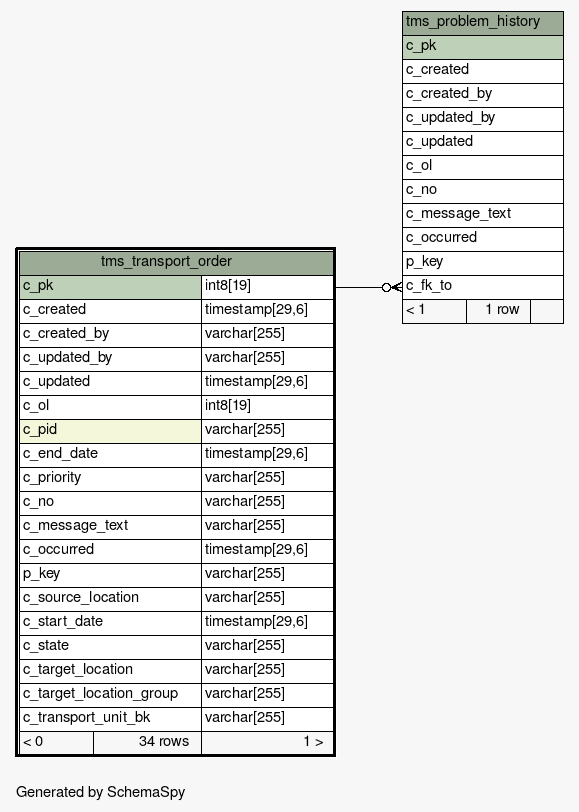 tms_problem_history
c_pk
c_created
c_created_by
c_updated_by
c_updated
c_ol
c_no
c_message_text
c_occurred
p_key
c_fk_to
< 1 1 row
tms_transport_order
c_pk int8[19]
c_created timestamp[29,6]
c_created_by varchar[255]
c_updated_by varchar[255]
c_updated timestamp[29,6]
c_ol int8[19]
c_pid varchar[255]
c_end_date timestamp[29,6]
c_priority varchar[255]
c_no varchar[255]
c_message_text varchar[255]
c_occurred timestamp[29,6]
p_key varchar[255]
c_source_location varchar[255]
c_start_date timestamp[29,6]
c_state varchar[255]
c_target_location varchar[255]
c_target_location_group varchar[255]
c_transport_unit_bk varchar[255]
< 0 34 rows 1 >
Generated by SchemaSpy